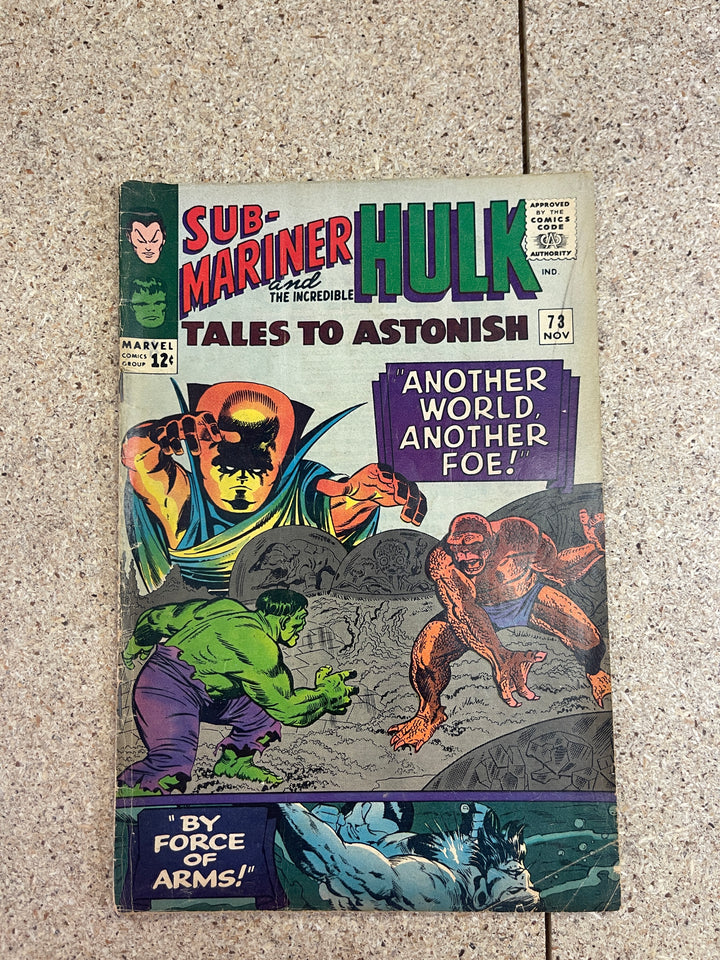 SUB-
MARINER
and
THE INCREDIBLE
HULK
APPROVED
BY THE
COMICS
CODE
CA
AUTHORITY
IND.
TALES TO ASTONISH
73
NOV
MARVEL
COMICS
GROUP
12¢
"ANOTHER
WORLD,
ANOTHER
FOE!"
"BY
FORCE
OF
ARMS!"